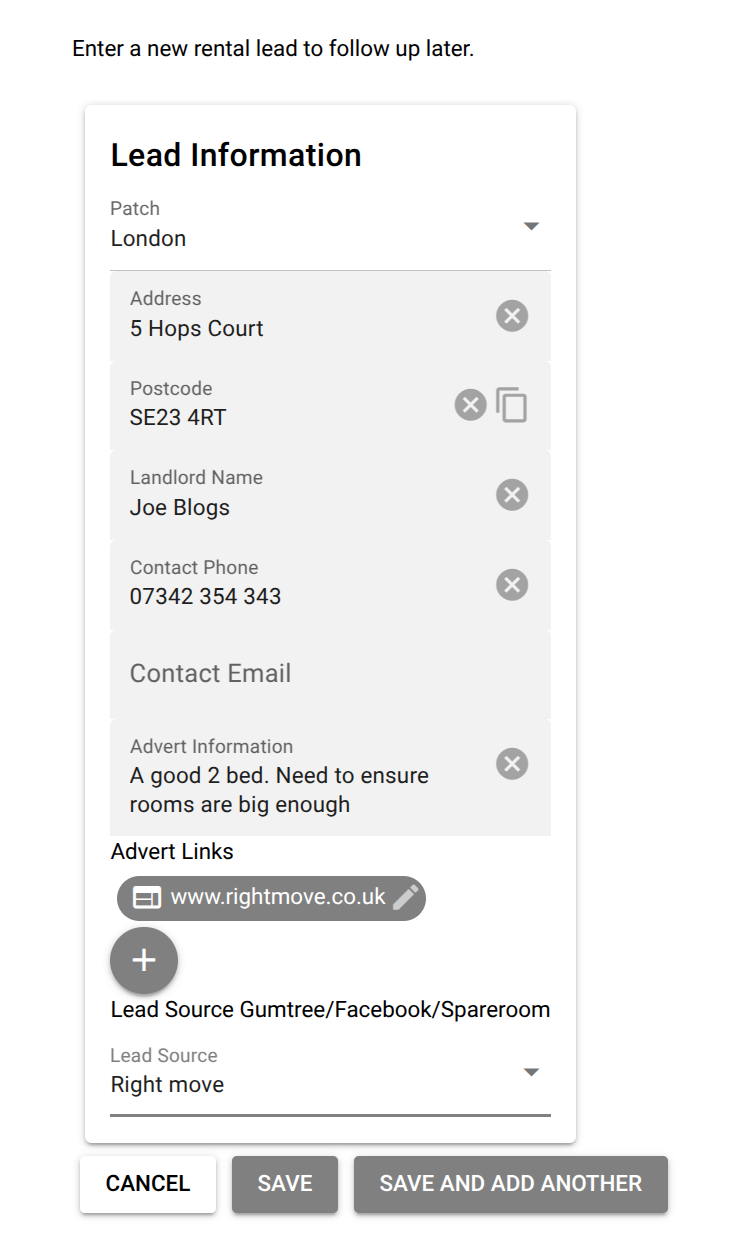 Enter a new rental lead to follow up later.
Lead Information
Patch
London
Address
5 Hops Court
Postcode
SE23 4RT
Landlord Name
Joe Blogs
Contact Phone
07342 354 343
Contact Email
Advert Information
A good 2 bed. Need to ensure
rooms are big enough
Advert Links
www.rightmove.co.uk
+
Lead Source Gumtree/Facebook/Spareroom
Lead Source
Right move
CANCEL
SAVE
SAVE AND ADD ANOTHER